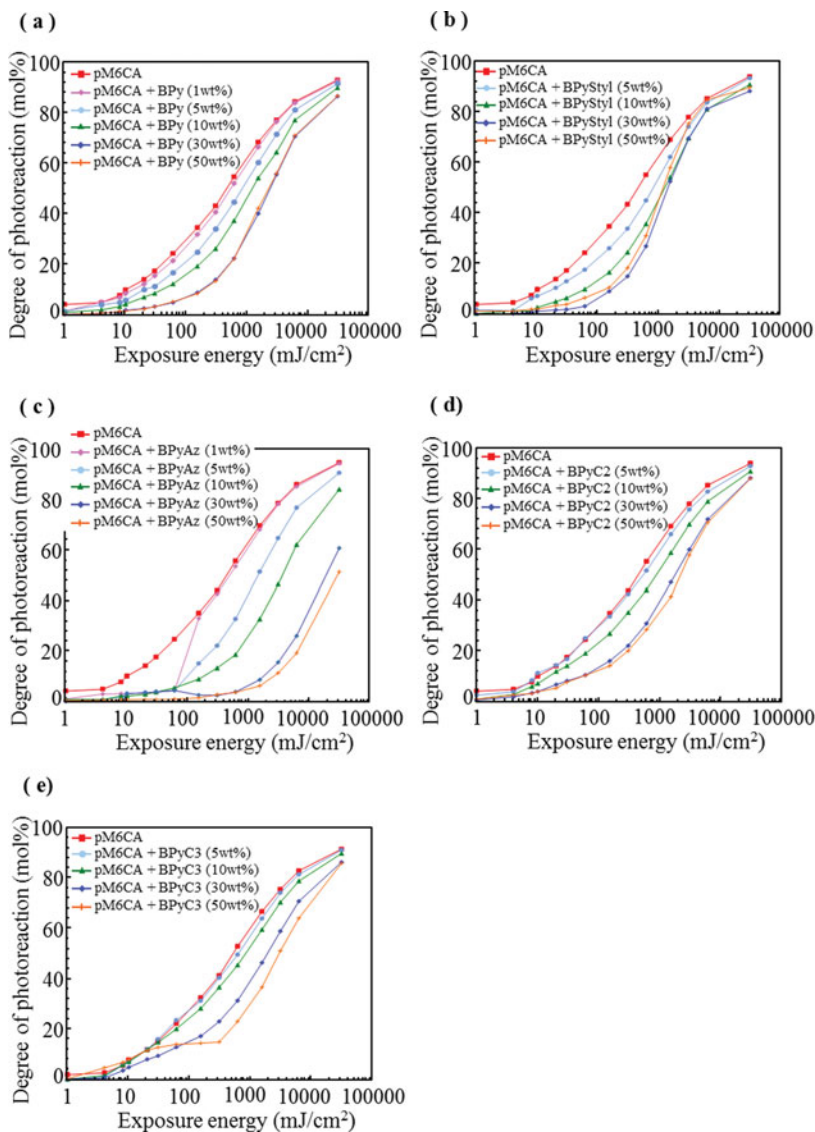 ( a )
Degree of photoreaction (mol%)
100
80
60
40
20
0
pM6CA
pM6CA + BPy (1wt%)
pM6CA + BPy (5wt%)
pM6CA + BPy (10wt%)
pM6CA + BPy (30wt%)
pM6CA + BPy (50wt%)
1 10 100 1000 10000 100000
Exposure energy (mJ/cm²)
( b )
Degree of photoreaction (mol%)
100
80
60
40
20
0
pM6CA
pM6CA + BPyStyl (5wt%)
pM6CA + BPyStyl (10wt%)
pM6CA + BPyStyl (30wt%)
pM6CA + BPyStyl (50wt%)
1 10 100 1000 10000 100000
Exposure energy (mJ/cm²)
( c )
Degree of photoreaction (mol%)
100
80
60
40
20
0
pM6CA
pM6CA + BPyAz (1wt%)
pM6CA + BPyAz (5wt%)
pM6CA + BPyAz (10wt%)
pM6CA + BPyAz (30wt%)
pM6CA + BPyAz (50wt%)
1 10 100 1000 10000 100000
Exposure energy (mJ/cm²)
( d )
Degree of photoreaction (mol%)
100
80
60
40
20
0
pM6CA
pM6CA + BPyC2 (5wt%)
pM6CA + BPyC2 (10wt%)
pM6CA + BPyC2 (30wt%)
pM6CA + BPyC2 (50wt%)
1 10 100 1000 10000 100000
Exposure energy (mJ/cm²)
( e )
Degree of photoreaction (mol%)
100
80
60
40
20
0
pM6CA
pM6CA + BPyC3 (5wt%)
pM6CA + BPyC3 (10wt%)
pM6CA + BPyC3 (30wt%)
pM6CA + BPyC3 (50wt%)
1 10 100 1000 10000 100000
Exposure energy (mJ/cm²)